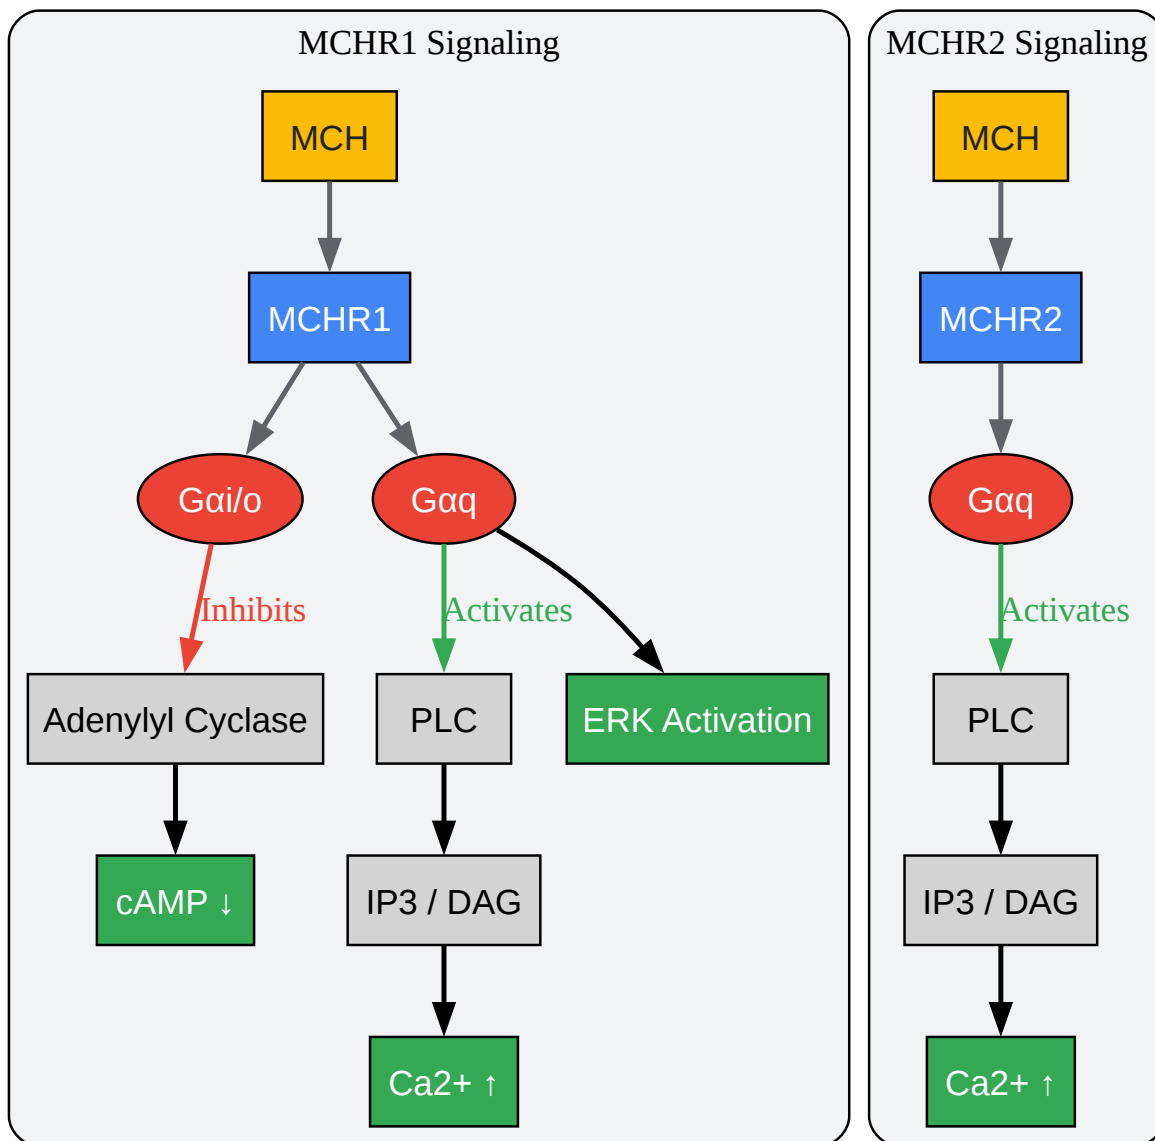 MCHR1 Signaling
MCH
MCHR1
Gαi/o
Gαq
Inhibits
Activates
Adenylyl Cyclase
PLC
ERK Activation
cAMP ↓
IP3 / DAG
Ca2+ ↑
MCHR2 Signaling
MCH
MCHR2
Gαq
Activates
PLC
IP3 / DAG
Ca2+ ↑